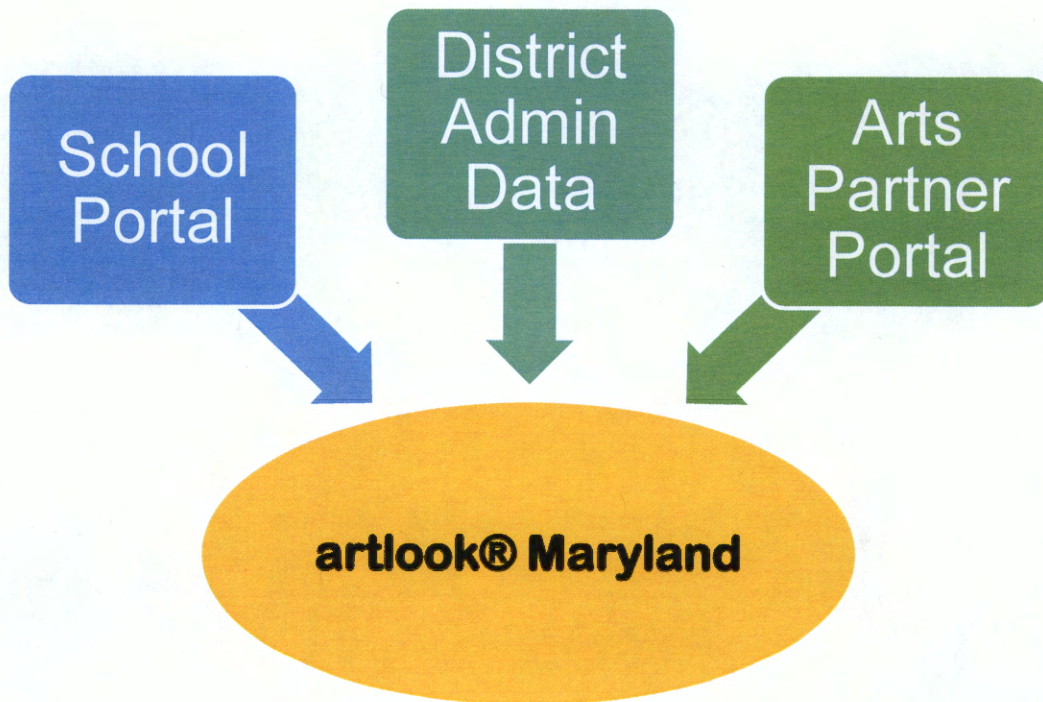 School
Portal
District
Admin
Data
Arts
Partner
Portal
artlook® Maryland